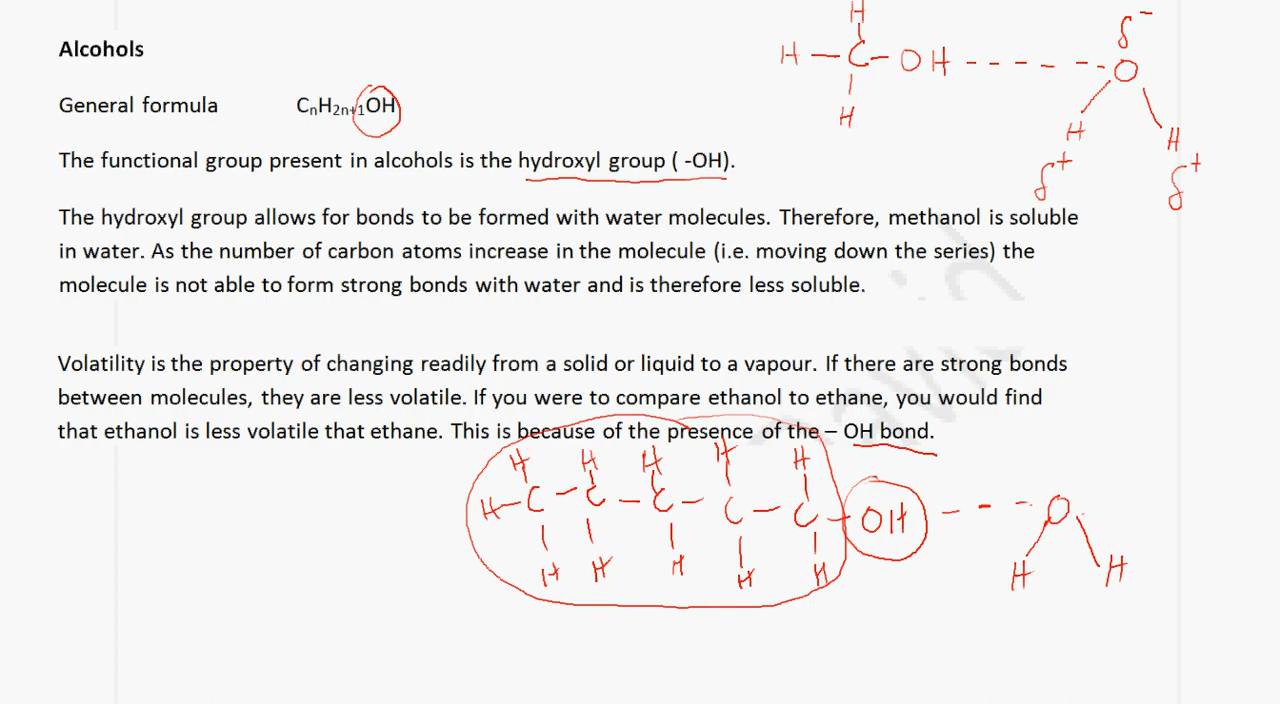 H
H – C – OH - - - - - - O δ-
H
H δ+ H δ+
Alcohols
General formula CnH2n+1OH
The functional group present in alcohols is the hydroxyl group ( -OH).
The hydroxyl group allows for bonds to be formed with water molecules. Therefore, methanol is soluble
in water. As the number of carbon atoms increase in the molecule (i.e. moving down the series) the
molecule is not able to form strong bonds with water and is therefore less soluble.
Volatility is the property of changing readily from a solid or liquid to a vapour. If there are strong bonds
between molecules, they are less volatile. If you were to compare ethanol to ethane, you would find
that ethanol is less volatile that ethane. This is because of the presence of the – OH bond.
H H H H H
H – C – C – C – C – C – OH - - - O
H H H H H H H